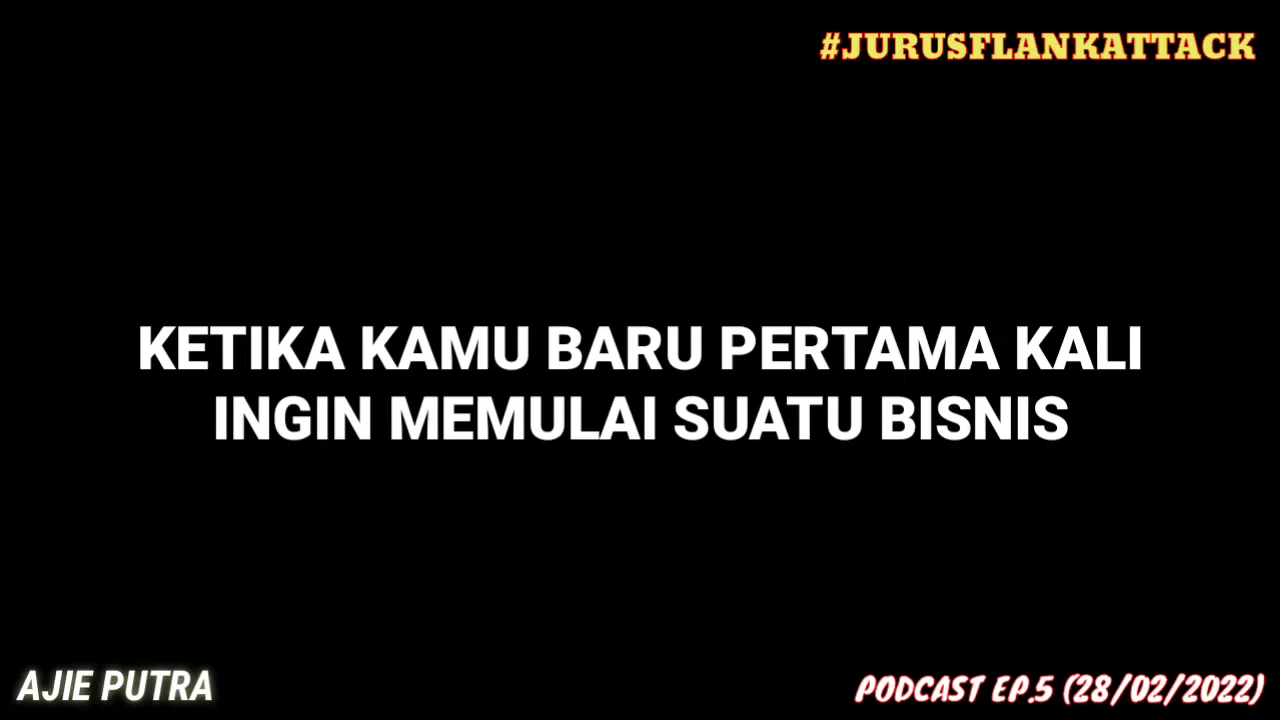 #JURUSFLANKATTACK
KETIKA KAMU BARU PERTAMA KALI
INGIN MEMULAI SUATU BISNIS
AJIE PUTRA
PODCAST EP.5 (28/02/2022)